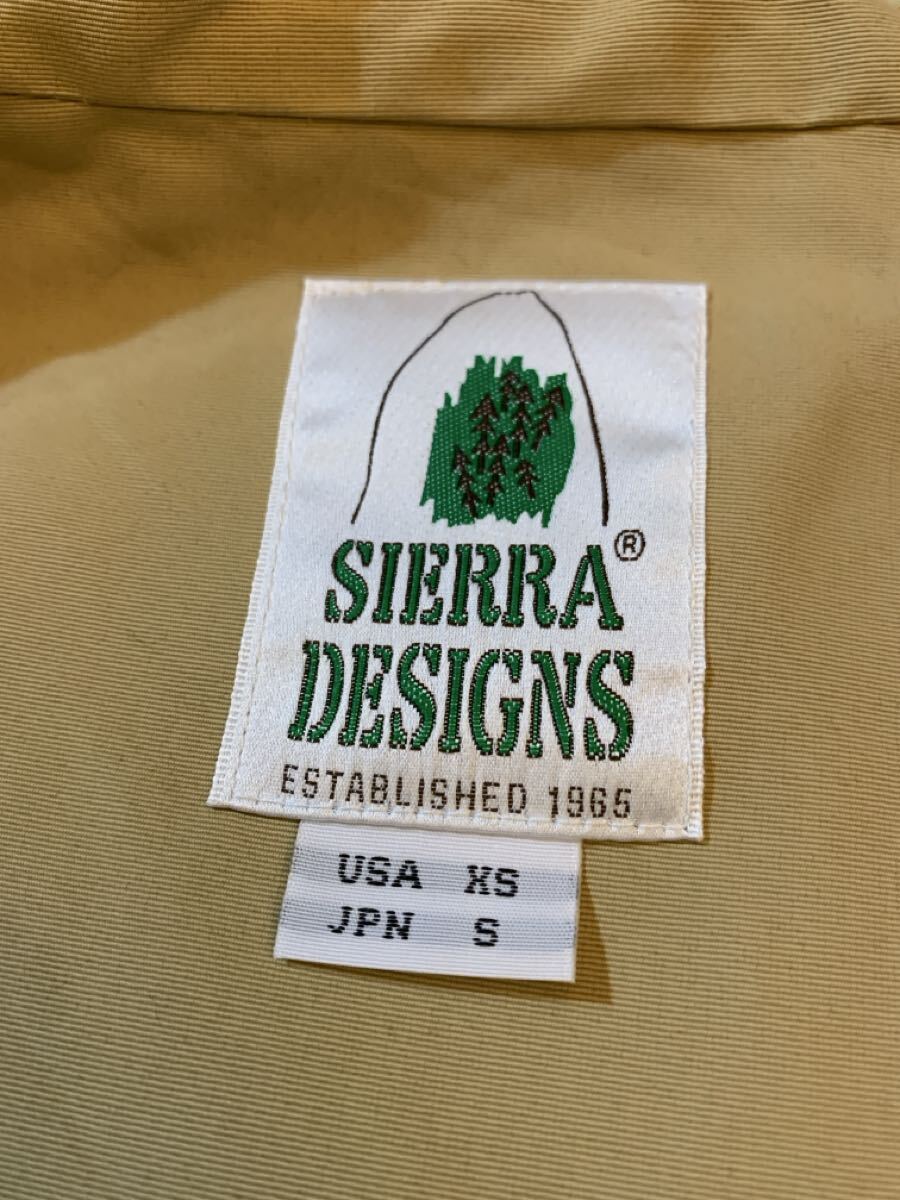 SIERRA®
DESIGNS
ESTABLISHED 1965
USA XS
JPN S